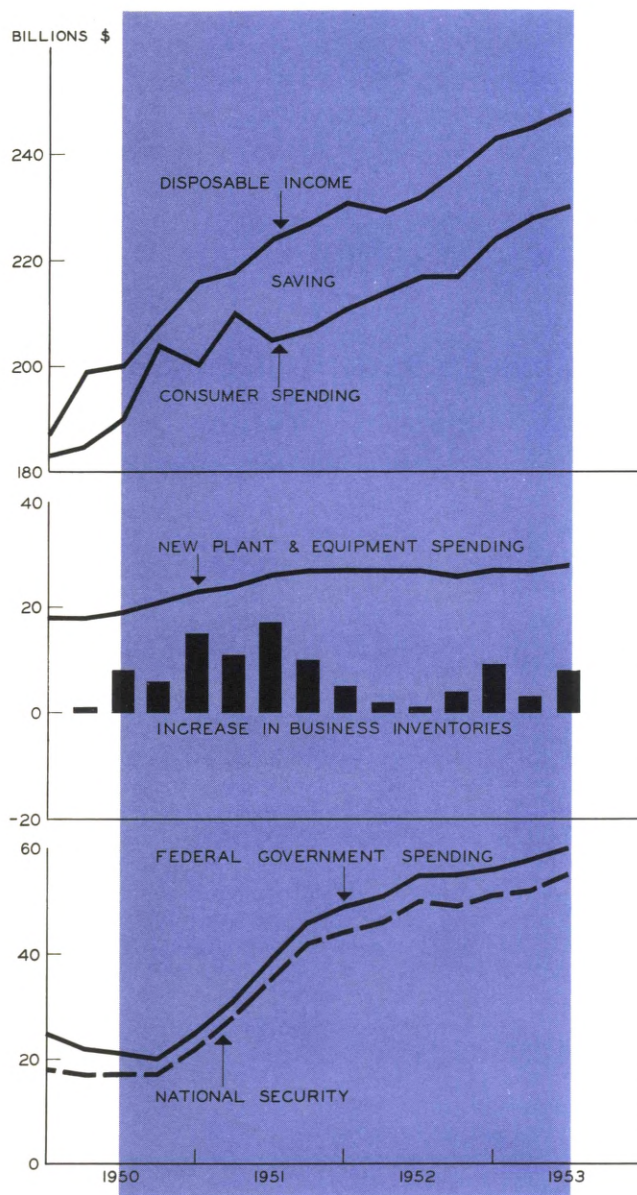 BILLIONS $
240
DISPOSABLE INCOME
220
SAVING
200
CONSUMER SPENDING
180
40
NEW PLANT & EQUIPMENT SPENDING
20
0
INCREASE IN BUSINESS INVENTORIES
-20
60
FEDERAL GOVERNMENT SPENDING
40
20
NATIONAL SECURITY
0
1950 1951 1952 1953